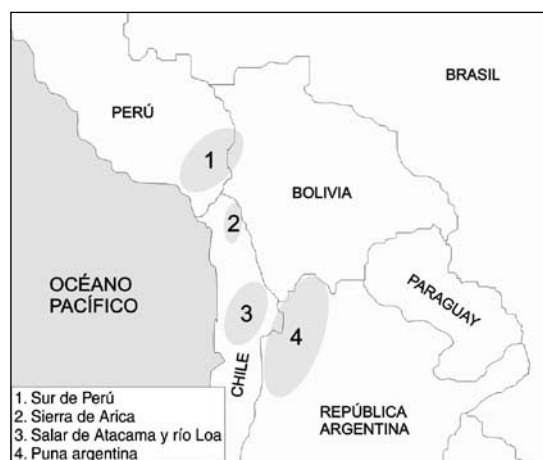 BRASIL
PERÚ
1
BOLIVIA
2
OCÉANO
PACÍFICO
PARAGUAY
3
4
CHILE
REPÚBLICA
ARGENTINA
1. Sur de Perú
2. Sierra de Arica
3. Salar de Atacama y río Loa
4. Puna argentina